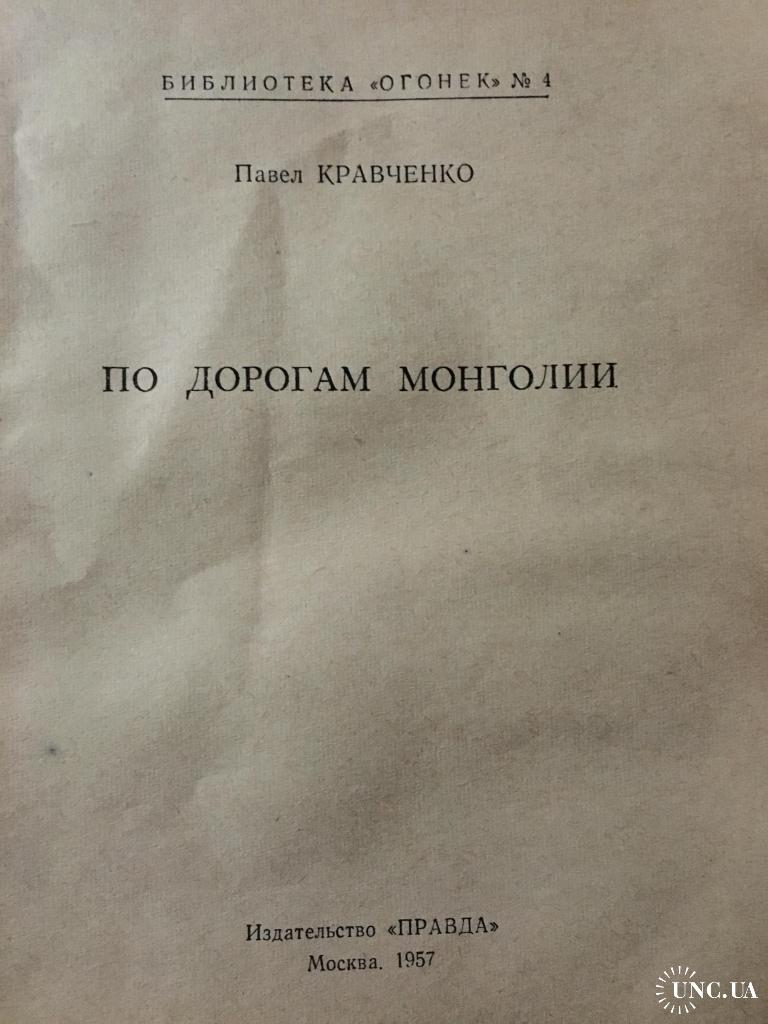 БИБЛИОТЕКА «ОГОНЕК» № 4
Павел КРАВЧЕНКО
ПО ДОРОГАМ МОНГОЛИИ
Издательство «ПРАВДА»
Москва. 1957
UNC.UA